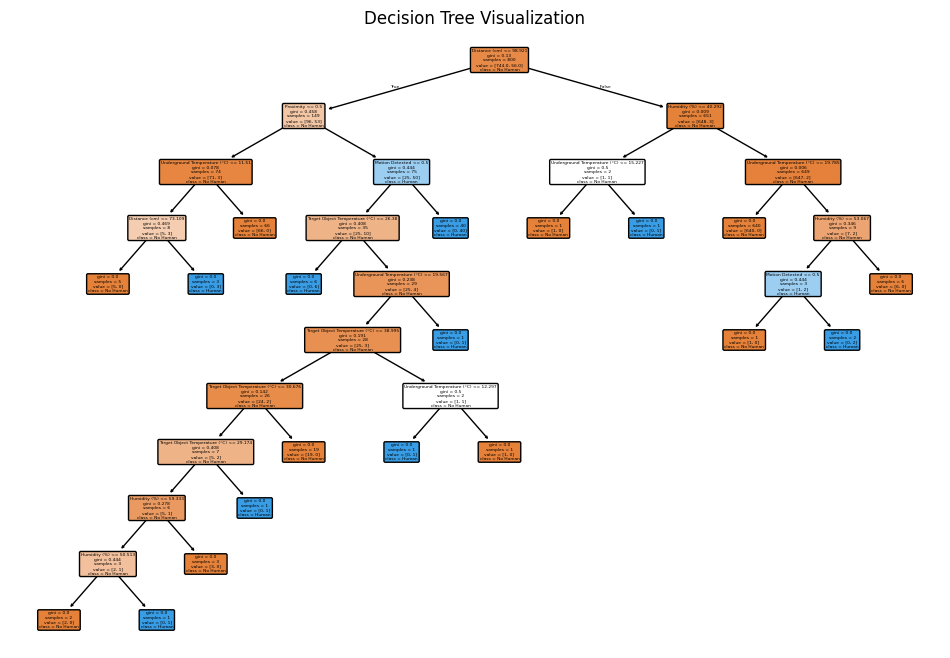 Decision Tree Visualization
Distance (cm) <= 98.923
gini = 0.13
samples = 800
value = [744.0, 56.0]
class = No Human
True
False
Proximity <= 0.5
gini = 0.458
samples = 149
value = [96, 53]
class = No Human
Humidity (%) <= 40.292
gini = 0.009
samples = 651
value = [648, 3]
class = No Human
Underground Temperature (°C) <= 11.51
gini = 0.078
samples = 74
value = [71, 3]
class = No Human
Motion Detected <= 0.5
gini = 0.444
samples = 75
value = [25, 50]
class = Human
Underground Temperature (°C) <= 15.227
gini = 0.5
samples = 2
value = [1, 1]
class = No Human
Underground Temperature (°C) <= 19.786
gini = 0.006
samples = 649
value = [647, 2]
class = No Human
Distance (cm) <= 73.109
gini = 0.469
samples = 8
value = [5, 3]
class = No Human
gini = 0.0
samples = 66
value = [66, 0]
class = No Human
Target Object Temperature (°C) <= 28.18
gini = 0.408
samples = 35
value = [25, 10]
class = No Human
gini = 0.0
samples = 40
value = [0, 40]
class = Human
gini = 0.0
samples = 1
value = [1, 0]
class = No Human
gini = 0.0
samples = 1
value = [0, 1]
class = Human
gini = 0.0
samples = 640
value = [640, 0]
class = No Human
Humidity (%) <= 53.067
gini = 0.346
samples = 9
value = [7, 2]
class = No Human
gini = 0.0
samples = 5
value = [5, 0]
class = No Human
gini = 0.0
samples = 3
value = [0, 3]
class = Human
gini = 0.0
samples = 6
value = [0, 6]
class = Human
Underground Temperature (°C) <= 19.567
gini = 0.238
samples = 29
value = [25, 4]
class = No Human
Motion Detected <= 0.5
gini = 0.444
samples = 3
value = [1, 2]
class = Human
gini = 0.0
samples = 6
value = [6, 0]
class = No Human
Target Object Temperature (°C) <= 38.595
gini = 0.191
samples = 28
value = [25, 3]
class = No Human
gini = 0.0
samples = 1
value = [0, 1]
class = Human
gini = 0.0
samples = 1
value = [1, 0]
class = No Human
gini = 0.0
samples = 2
value = [0, 2]
class = Human
gini = 0.142
samples = 26
value = [24, 2]
class = No Human
Underground Temperature (°C) <= 12.297
gini = 0.5
samples = 2
value = [1, 1]
class = No Human
Target Object Temperature (°C) <= 29.174
gini = 0.408
samples = 7
value = [5, 2]
class = No Human
gini = 0.0
samples = 19
value = [19, 0]
class = No Human
gini = 0.0
samples = 1
value = [0, 1]
class = Human
gini = 0.0
samples = 1
value = [1, 0]
class = No Human
Humidity (%) <= 59.333
gini = 0.278
samples = 6
value = [5, 1]
class = No Human
gini = 0.0
samples = 1
value = [0, 1]
class = Human
Humidity (%) <= 50.513
gini = 0.444
samples = 3
value = [2, 1]
class = No Human
gini = 0.0
samples = 3
value = [3, 0]
class = No Human
gini = 0.0
samples = 2
value = [2, 0]
class = No Human
gini = 0.0
samples = 1
value = [0, 1]
class = Human